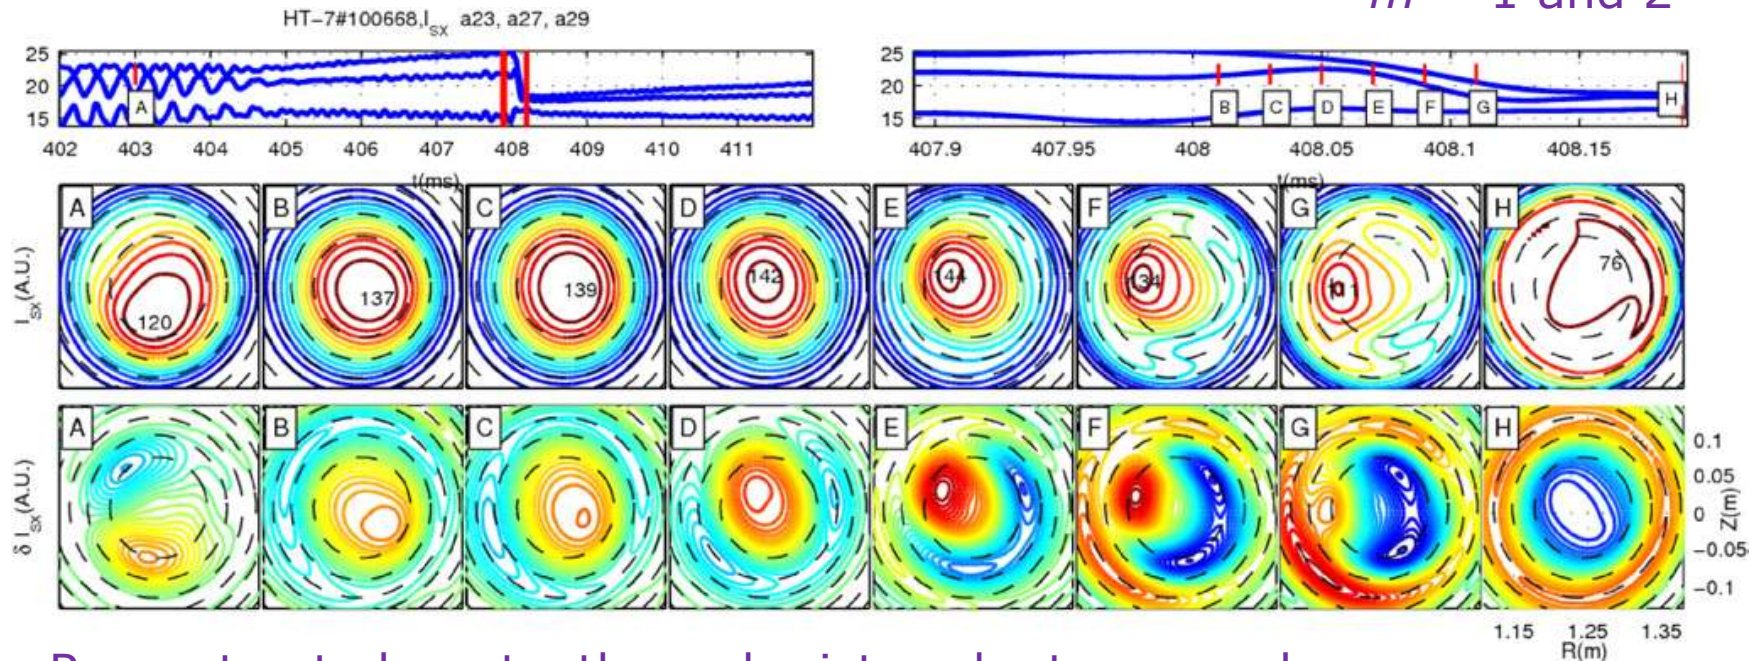 1 and 2
HT-7#100668,I_SX a23, a27, a29
25
20
15
A
402 403 404 405 406 407 408 409 410 411
t(ms)
B C D E F G H
407.9 407.95 408 408.05 408.1 408.15
t(ms)
I_SX(A.U.)
A B C D E F G H
120 137 139 142 144 134 76
δ I_SX(A.U.)
A B C D E F G H
0.1
0.05
0
-0.05
-0.1
Z(m)
1.15 1.25 1.35
R(m)